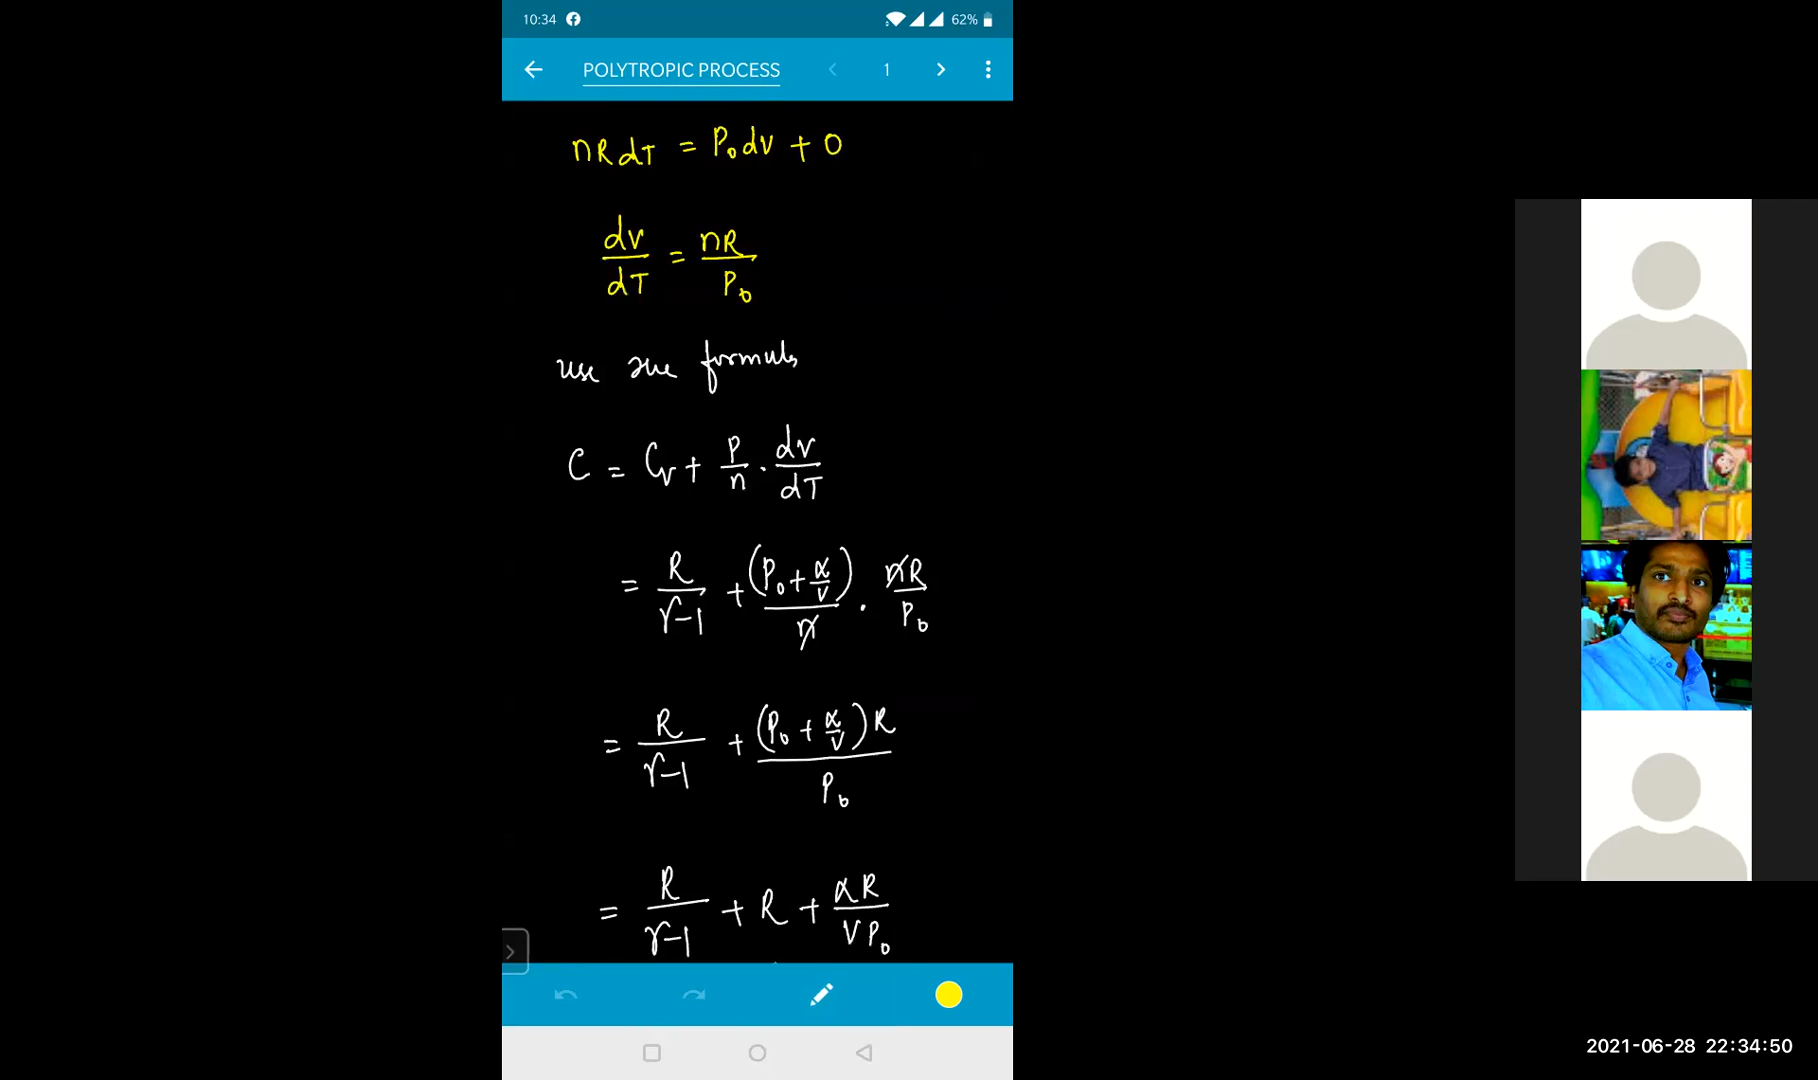 10:34 62%
POLYTROPIC PROCESS 1
nRdT = P₀dV + 0
dV/dT = nR/P₀
use the formula
C = Cv + P/n · dV/dT
= R/(γ-1) + (P₀ + α/V)/n · nR/P₀
= R/(γ-1) + (P₀ + α/V)R/P₀
= R/(γ-1) + R + αR/VP₀
2021-06-28 22:34:50